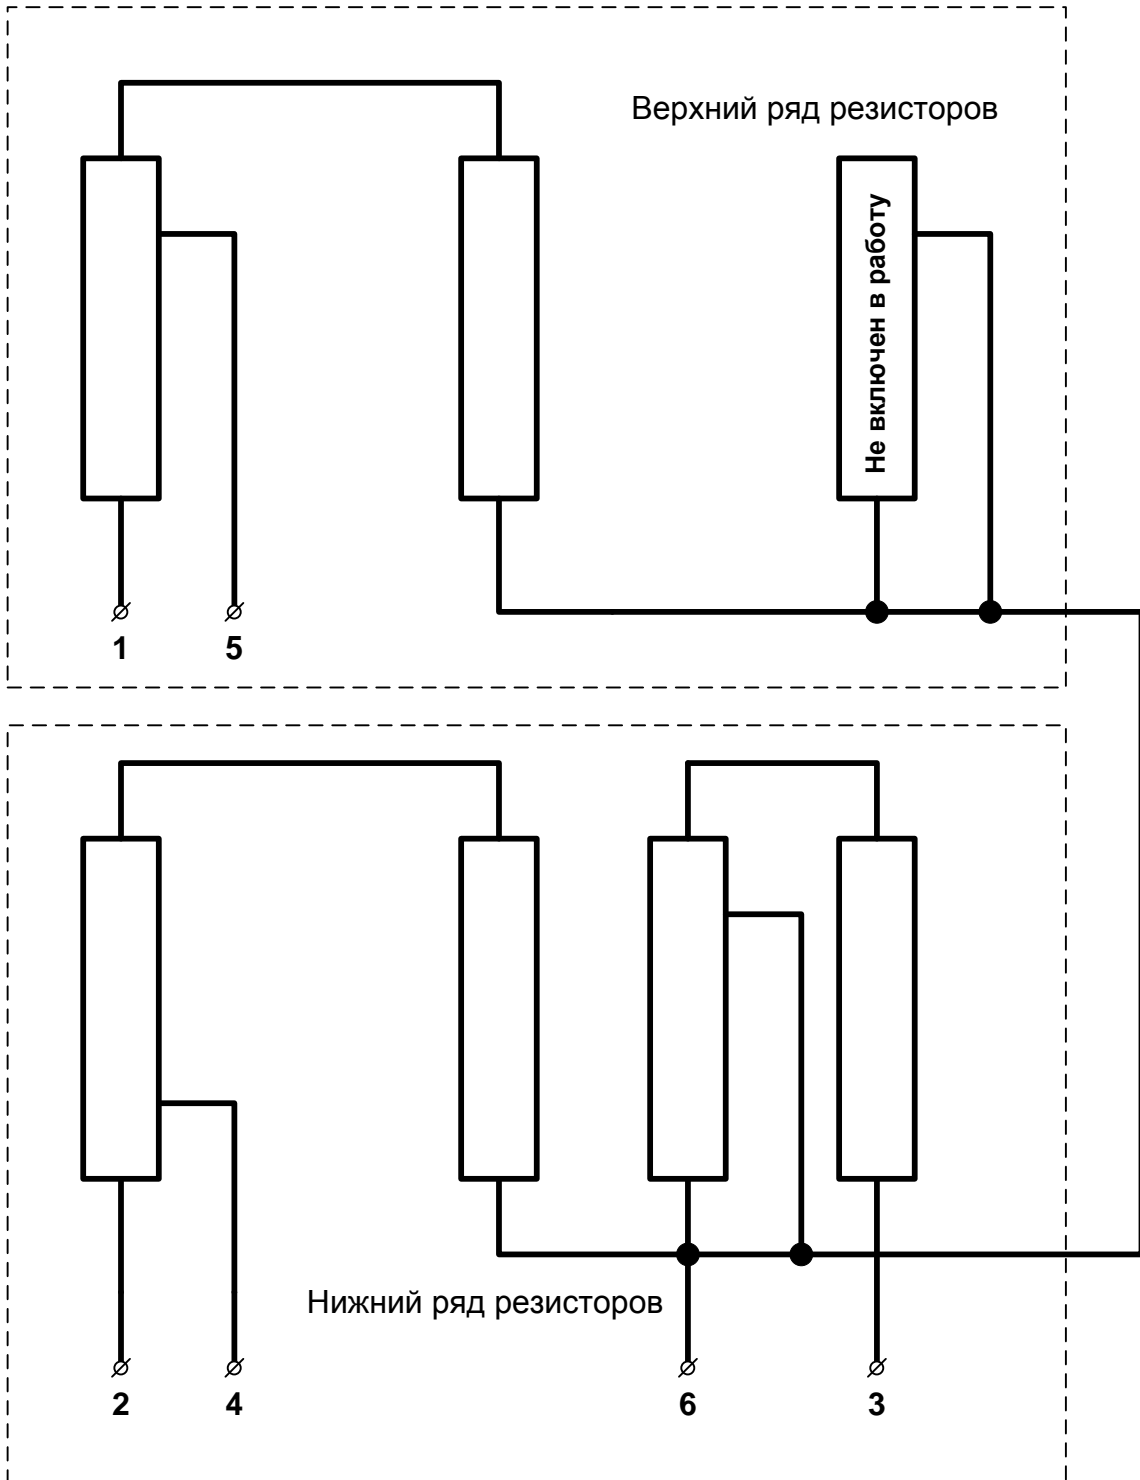 Верхний ряд резисторов
Не включен в работу
1 5
Нижний ряд резисторов
2 4 6 3